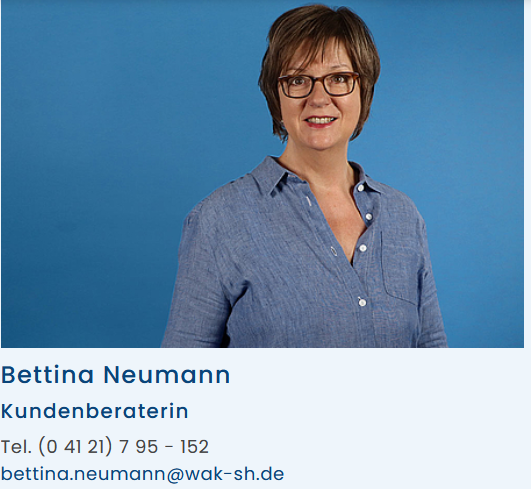 Bettina Neumann
Kundenberaterin
Tel. (0 41 21) 7 95 - 152
bettina.neumann@wak-sh.de